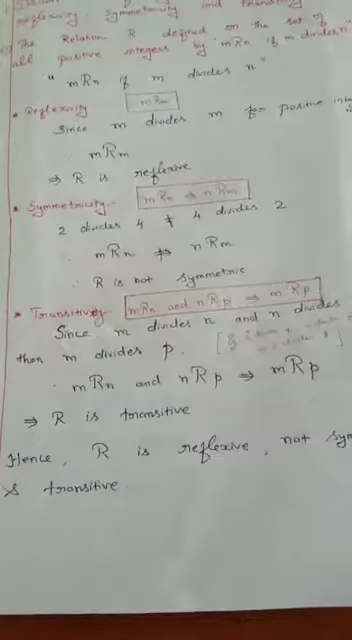 reflexivity, Symmetricity and Transitivity
The Relation R defined on the set of
all positive integers by "mRn if m divides n"
"mRn if m divides n"
• Reflexivity mRm
Since m divides m for positive
mRm
⇒ R is reflexive
• Symmetricity- mRn ⇒ nRm
2 divides 4 ⇏ 4 divides 2
∴ mRn ⇏ nRm
∴ R is not symmetric
• Transitivity- mRn and nRp ⇒ mRp
Since m divides n and n divides
then m divides p.
∴ mRn and nRp ⇒ mRp
⇒ R is transitive
Hence, R is reflexive, not
& transitive.